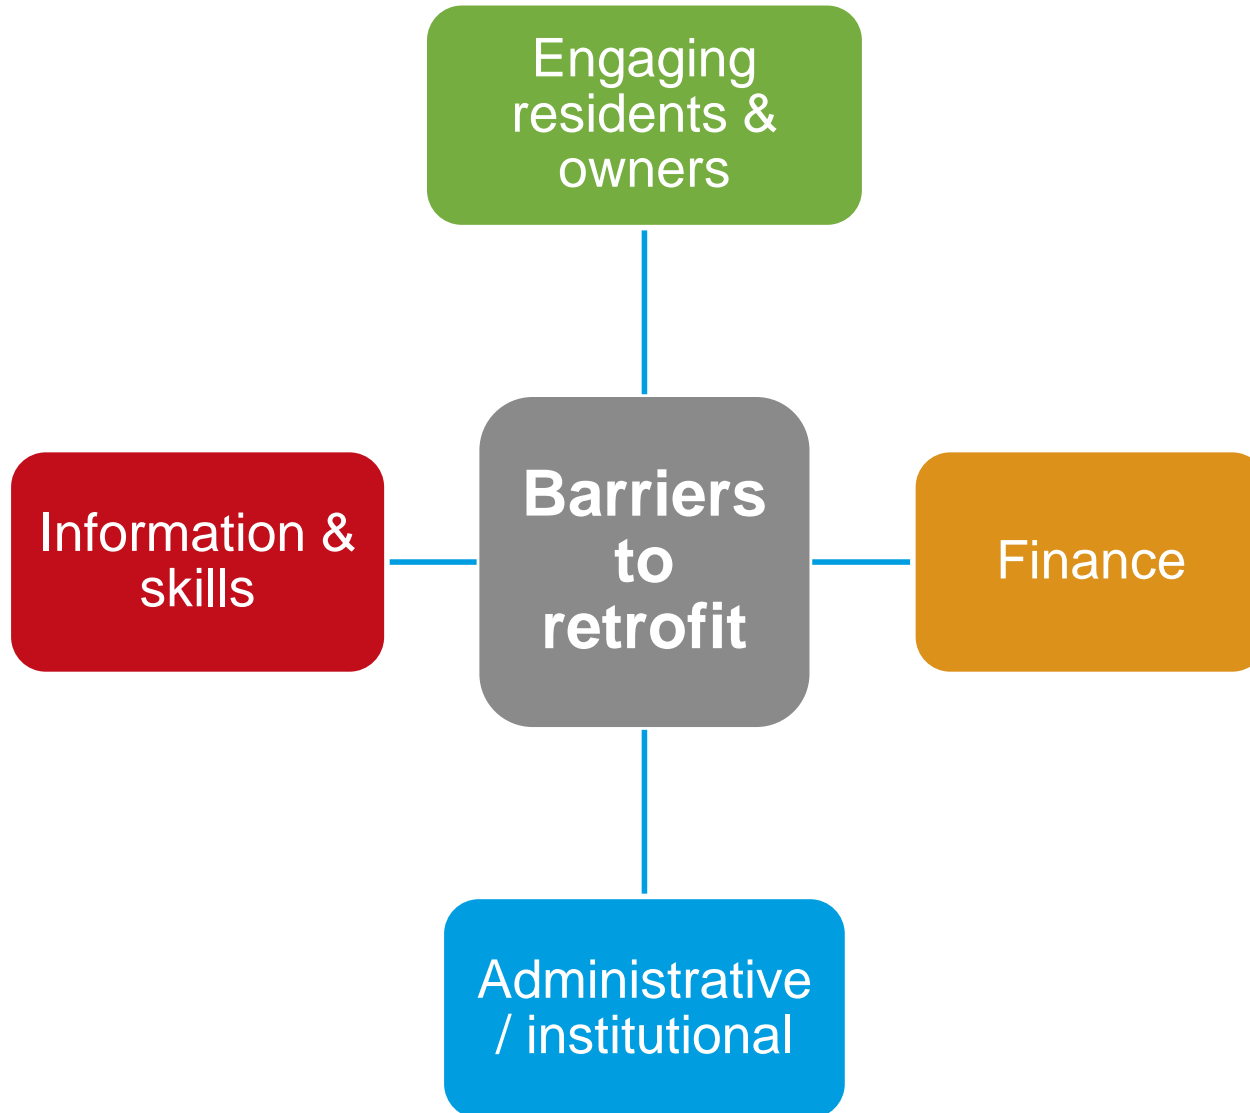 Engaging
residents &
owners
Information &
skills
Barriers
to
retrofit
Finance
Administrative
/ institutional